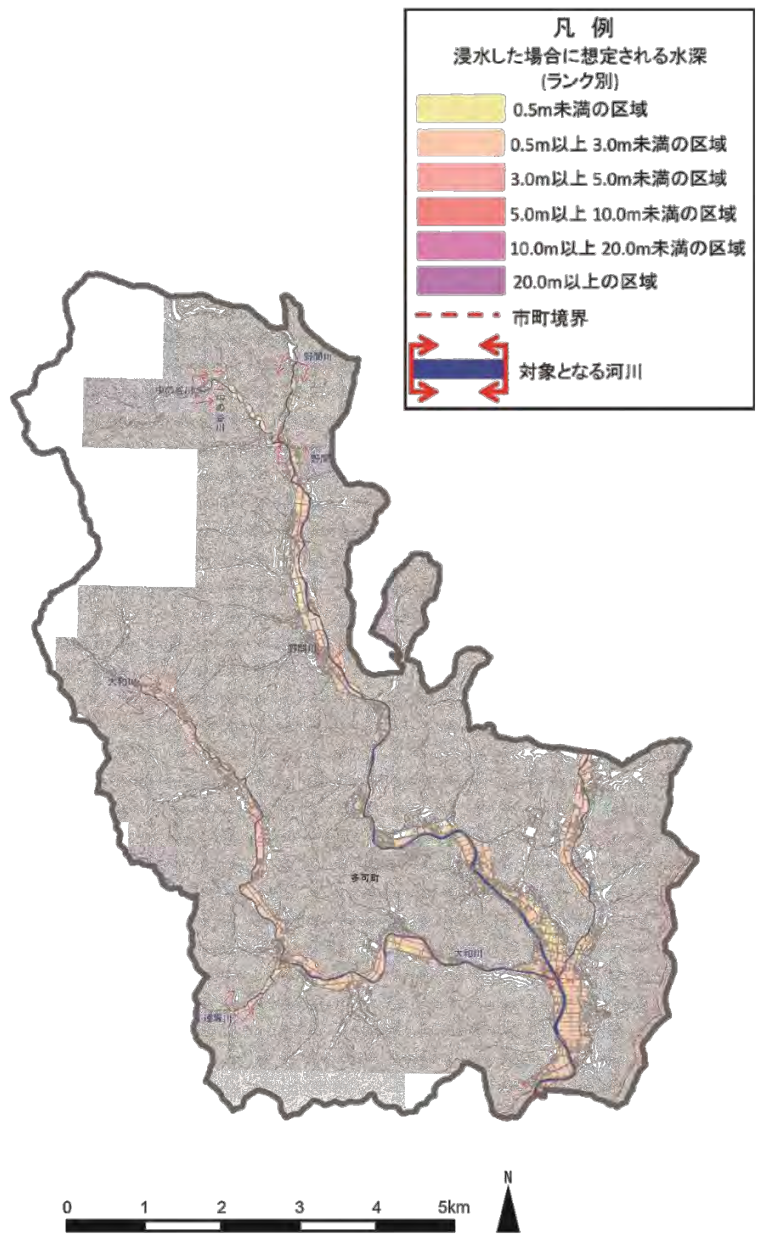 凡 例
浸水した場合に想定される水深
(ランク別)
0.5m未満の区域
0.5m以上 3.0m未満の区域
3.0m以上 5.0m未満の区域
5.0m以上 10.0m未満の区域
10.0m以上 20.0m未満の区域
20.0m以上の区域
市町境界
対象となる河川
野間川
野間
野間川
大和川
多可町
大和川
0 1 2 3 4 5km
N